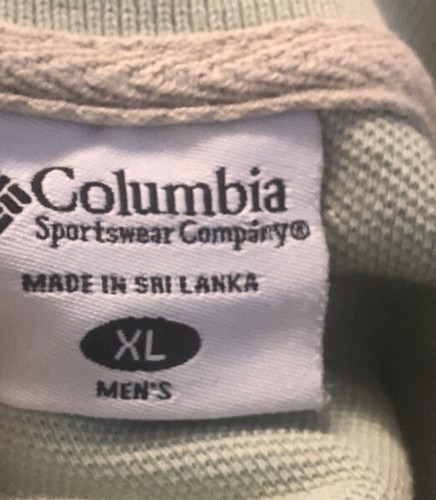 Columbia
Sportswear Company®
MADE IN SRI LANKA
XL
MEN'S